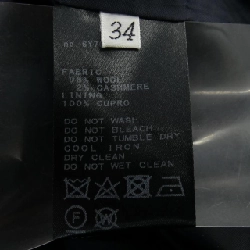 34
FABRIC
98% WOOL
2% CASHMERE
LINING
100% CUPRO
DO NOT WASH
DO NOT BLEACH
DO NOT TUMBLE DRY
COOL IRON
DRY CLEAN
DO NOT WET CLEAN